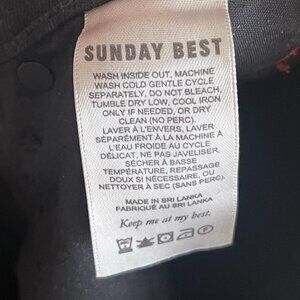 SUNDAY BEST
WASH INSIDE OUT, MACHINE
WASH COLD GENTLE CYCLE
SEPARATELY, DO NOT BLEACH,
TUMBLE DRY LOW, COOL IRON
ONLY IF NEEDED, OR DRY
CLEAN (NO PERC).
LAVER À L'ENVERS, LAVER
SÉPARÉMENT À LA MACHINE À
L'EAU FROIDE AU CYCLE
DÉLICAT, NE PAS JAVELISER,
SÉCHER À BASSE
TEMPÉRATURE, REPASSAGE
DOUX SI NÉCESSAIRE, OU
NETTOYER À SEC (SANS PERC).
MADE IN SRI LANKA
FABRIQUÉ AU SRI LANKA
Keep me at my best.